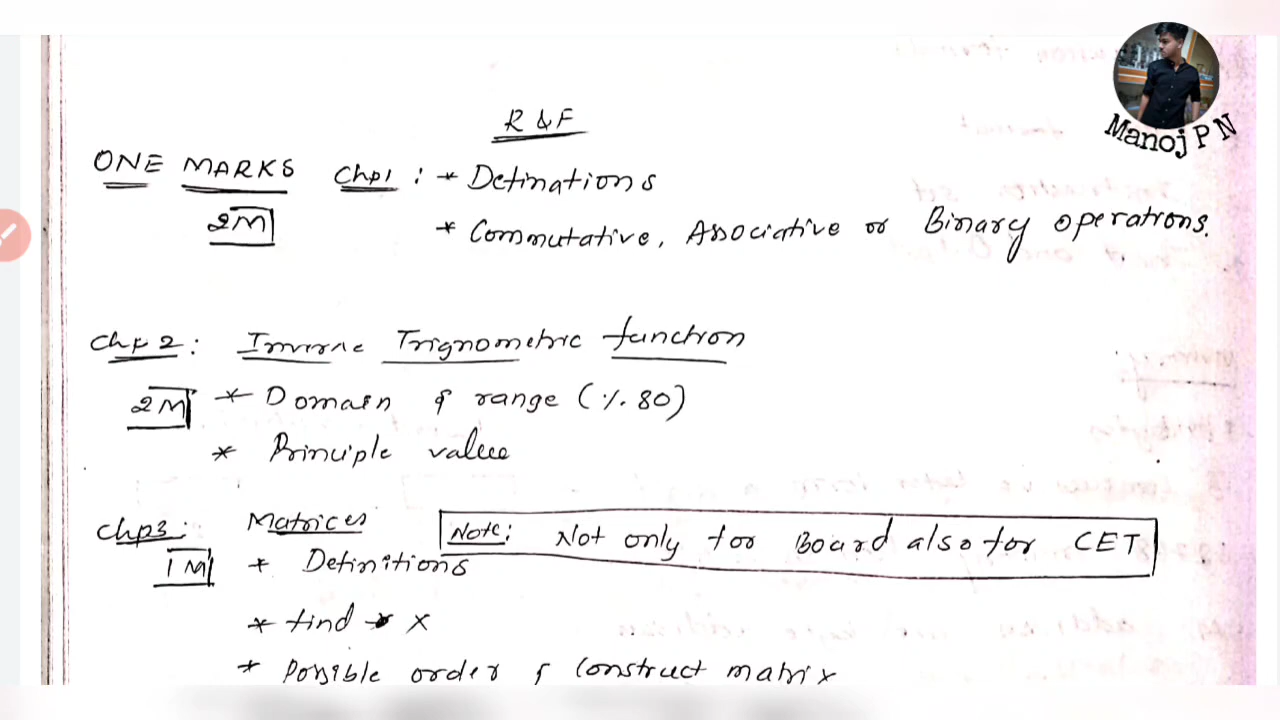 Manoj P N
R & F
ONE MARKS Chp1 : * Definations
2M
* Commutative, Associative or Binary operations.
Chp 2 : Inverse Trignometric function
2M * Domain & range (%. 80)
* Principle value
Chp3 : Matrices
Note: Not only for Board also for CET
1M * Definitions
* find X
* Possible order & Construct matrix